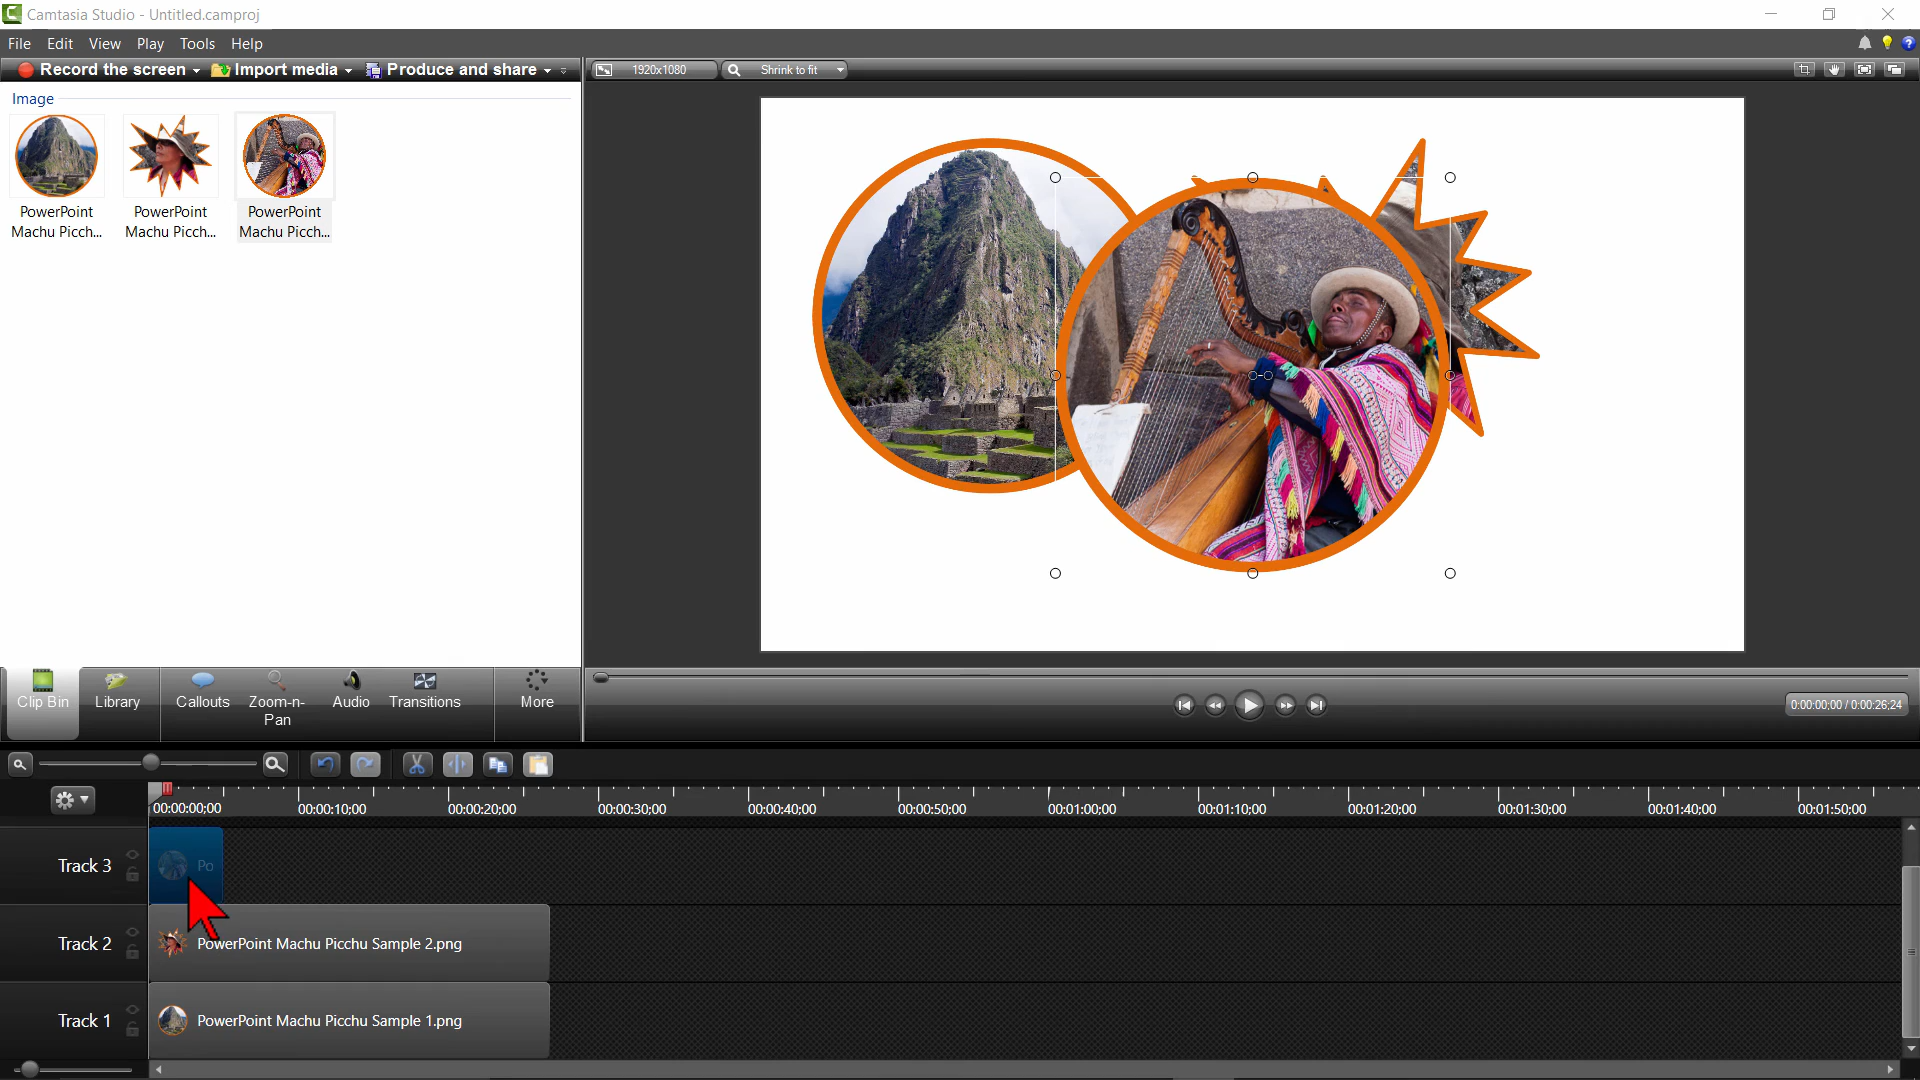 Camtasia Studio - Untitled.camproj
File Edit View Play Tools Help
Record the screen Import media Produce and share 1920x1080 Shrink to fit
Image
PowerPoint
Machu Picch...
PowerPoint
Machu Picch...
PowerPoint
Machu Picch...
Clip Bin Library Callouts Zoom-n-Pan Audio Transitions More
0:00:00;00 / 0:00:26;24
00:00:00;00 00:00:10;00 00:00:20;00 00:00:30;00 00:00:40;00 00:00:50;00 00:01:00;00 00:01:10;00 00:01:20;00 00:01:30;00 00:01:40;00 00:01:50;00
Track 3 Po
Track 2 PowerPoint Machu Picchu Sample 2.png
Track 1 PowerPoint Machu Picchu Sample 1.png